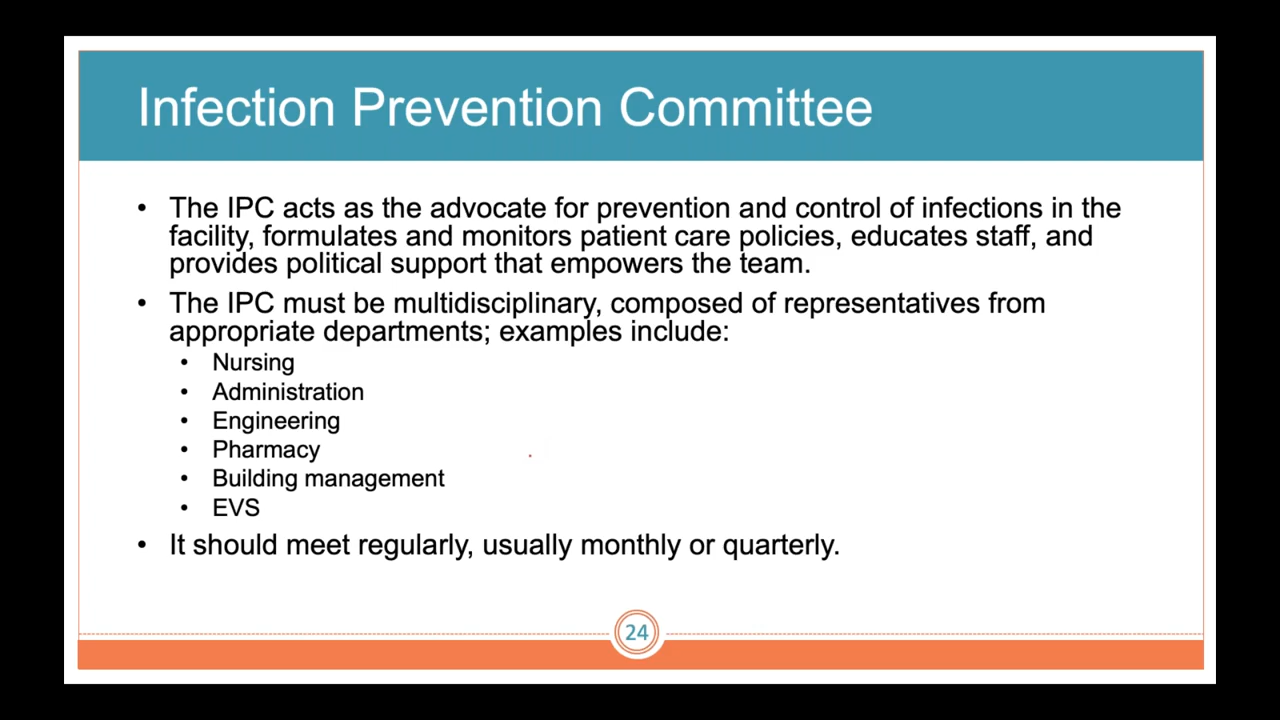 Infection Prevention Committee
• The IPC acts as the advocate for prevention and control of infections in the
facility, formulates and monitors patient care policies, educates staff, and
provides political support that empowers the team.
• The IPC must be multidisciplinary, composed of representatives from
appropriate departments; examples include:
• Nursing
• Administration
• Engineering
• Pharmacy
• Building management
• EVS
• It should meet regularly, usually monthly or quarterly.
24